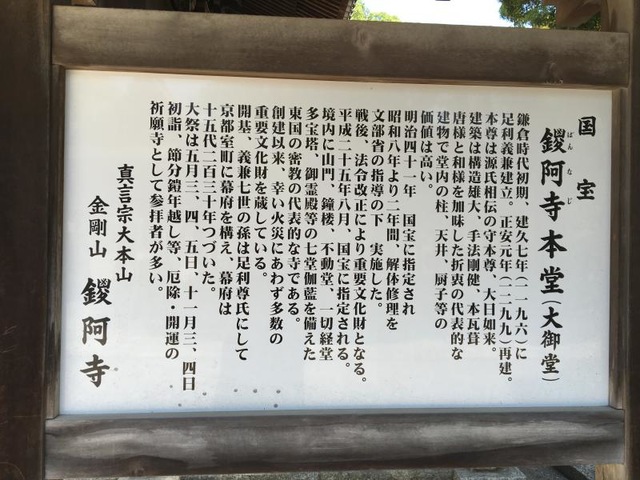 国宝
鑁阿寺本堂(大御堂)
ばんなじ
鎌倉時代初期、建久七年(一一九六)に
足利義兼建立。正安元年(一二九九)再建。
本尊は源氏相伝の守本尊、大日如来。
建築は構造雄大、手法剛健、本瓦葺
唐様と和様を加味した折衷の代表的な
建物で堂内の柱、天井、厨子等の
価値は高い。
明治四十一年、国宝に指定され
昭和八年より二年間、解体修理を
文部省の指導の下 実施した。
戦後、法令改正により重要文化財となる。
平成二十五年八月、国宝に指定される。
境内に山門、鐘楼、不動堂、一切経堂
多宝塔、御霊殿等の七堂伽藍を備えた
東国の密教の代表的な寺である。
創建以来、幸い火災にあわず多数の
重要文化財を蔵している。
開基、義兼七世の孫は足利尊氏にして
京都室町に幕府を構え、幕府は
十五代二百三十年つづいた。
大祭は五月三、四、五日、十一月三、四日
初詣、節分鎧年越し等、厄除・開運の
祈願寺として参拝者が多い。
真言宗大本山
金剛山 鑁阿寺